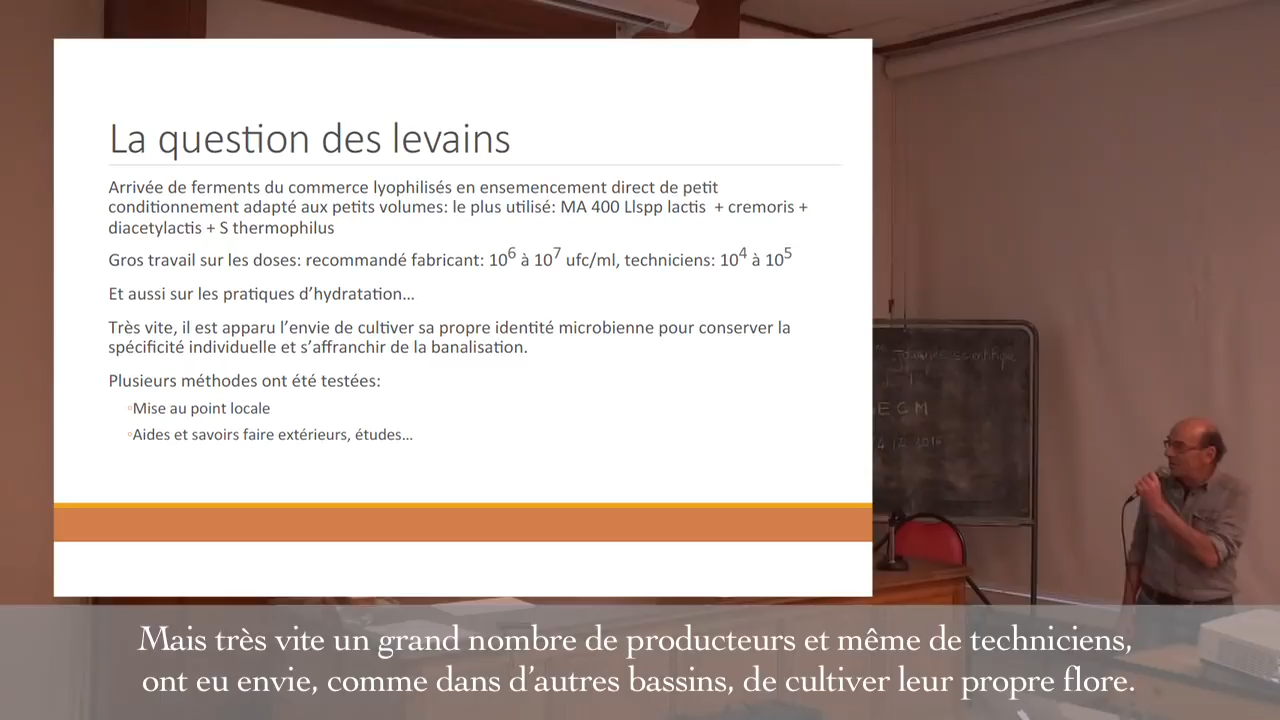 La question des levains
Arrivée de ferments du commerce lyophilisés en ensemencement direct de petit
conditionnement adapté aux petits volumes: le plus utilisé: MA 400 Llspp lactis + cremoris +
diacetylactis + S thermophilus
Gros travail sur les doses: recommandé fabricant: 10⁶ à 10⁷ ufc/ml, techniciens: 10⁴ à 10⁵
Et aussi sur les pratiques d’hydratation…
Très vite, il est apparu l’envie de cultiver sa propre identité microbienne pour conserver la
spécificité individuelle et s’affranchir de la banalisation.
Plusieurs méthodes ont été testées:
◦Mise au point locale
◦Aides et savoirs faire extérieurs, études…
E C M
Mais très vite un grand nombre de producteurs et même de techniciens,
ont eu envie, comme dans d’autres bassins, de cultiver leur propre flore.